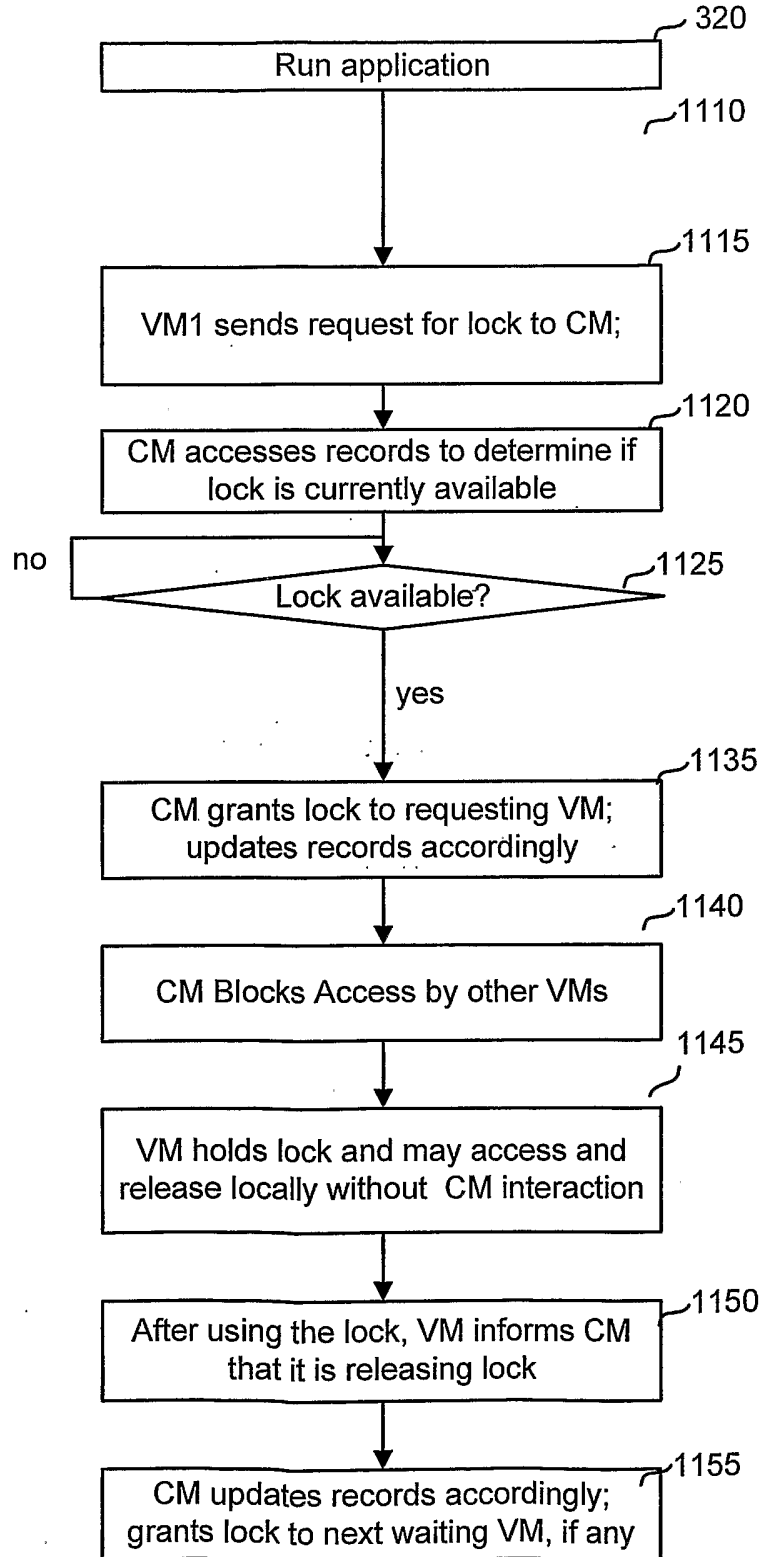 320
Run application
1110
1115
VM1 sends request for lock to CM;
1120
CM accesses records to determine if
lock is currently available
no
1125
Lock available?
yes
1135
CM grants lock to requesting VM;
updates records accordingly
1140
CM Blocks Access by other VMs
1145
VM holds lock and may access and
release locally without CM interaction
1150
After using the lock, VM informs CM
that it is releasing lock
1155
CM updates records accordingly;
grants lock to next waiting VM, if any